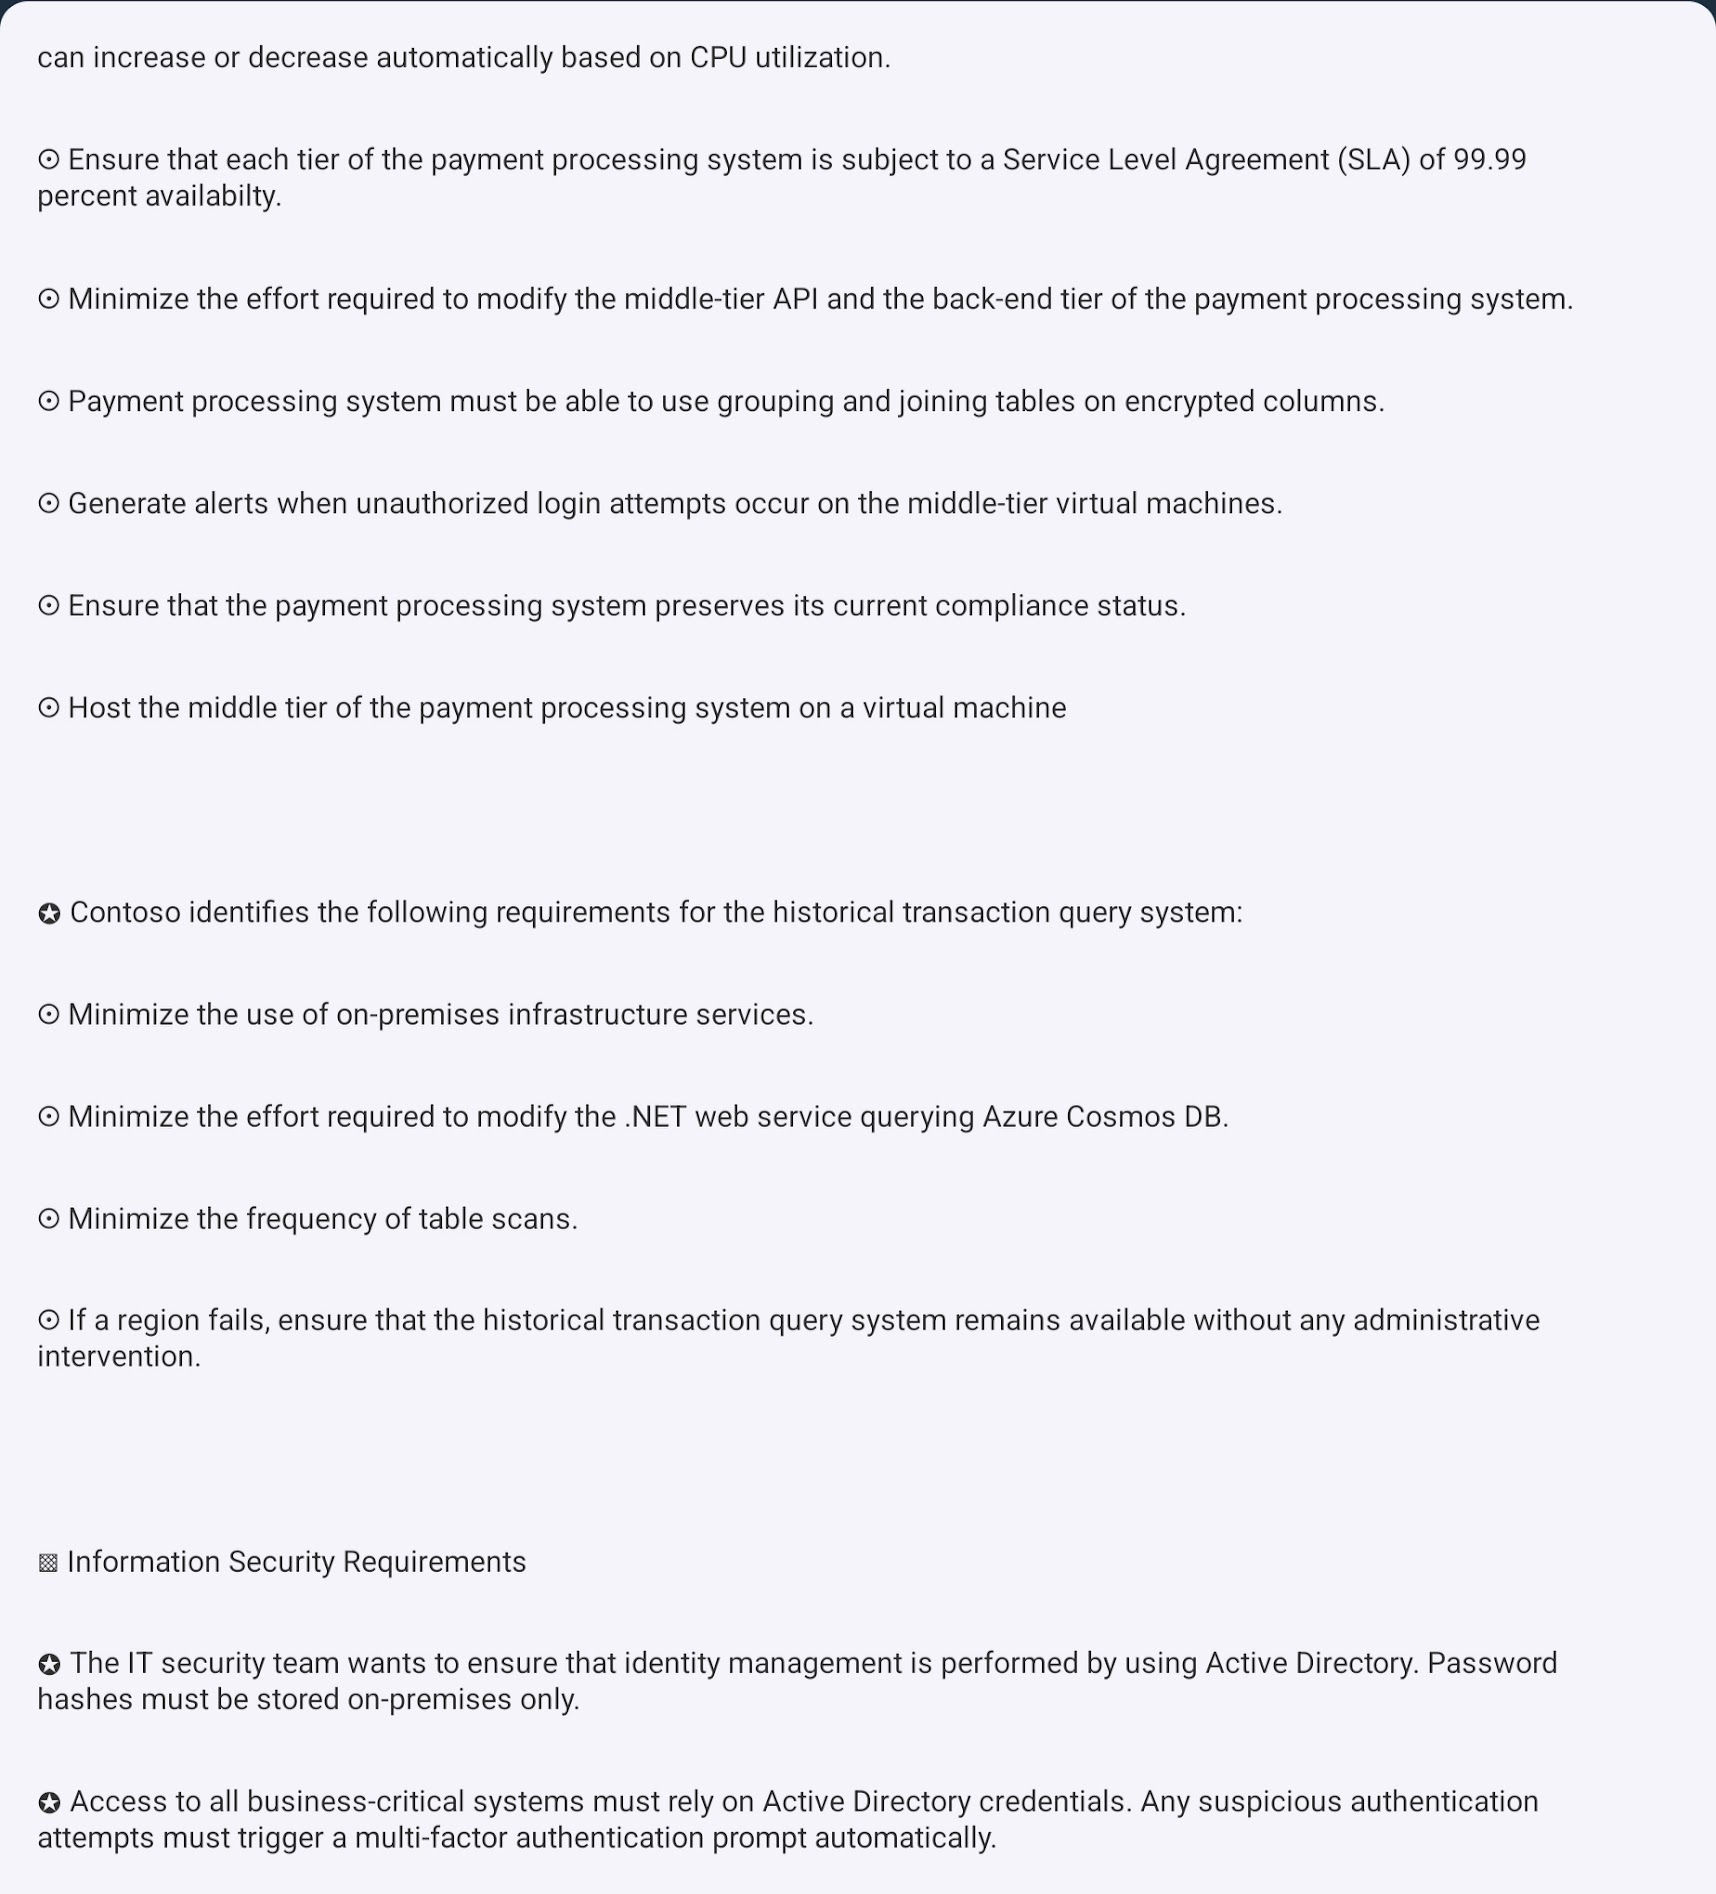 can increase or decrease automatically based on CPU utilization.
⊙ Ensure that each tier of the payment processing system is subject to a Service Level Agreement (SLA) of 99.99
percent availabilty.
⊙ Minimize the effort required to modify the middle-tier API and the back-end tier of the payment processing system.
⊙ Payment processing system must be able to use grouping and joining tables on encrypted columns.
⊙ Generate alerts when unauthorized login attempts occur on the middle-tier virtual machines.
⊙ Ensure that the payment processing system preserves its current compliance status.
⊙ Host the middle tier of the payment processing system on a virtual machine
✪ Contoso identifies the following requirements for the historical transaction query system:
⊙ Minimize the use of on-premises infrastructure services.
⊙ Minimize the effort required to modify the .NET web service querying Azure Cosmos DB.
⊙ Minimize the frequency of table scans.
⊙ If a region fails, ensure that the historical transaction query system remains available without any administrative
intervention.
▩ Information Security Requirements
✪ The IT security team wants to ensure that identity management is performed by using Active Directory. Password
hashes must be stored on-premises only.
✪ Access to all business-critical systems must rely on Active Directory credentials. Any suspicious authentication
attempts must trigger a multi-factor authentication prompt automatically.